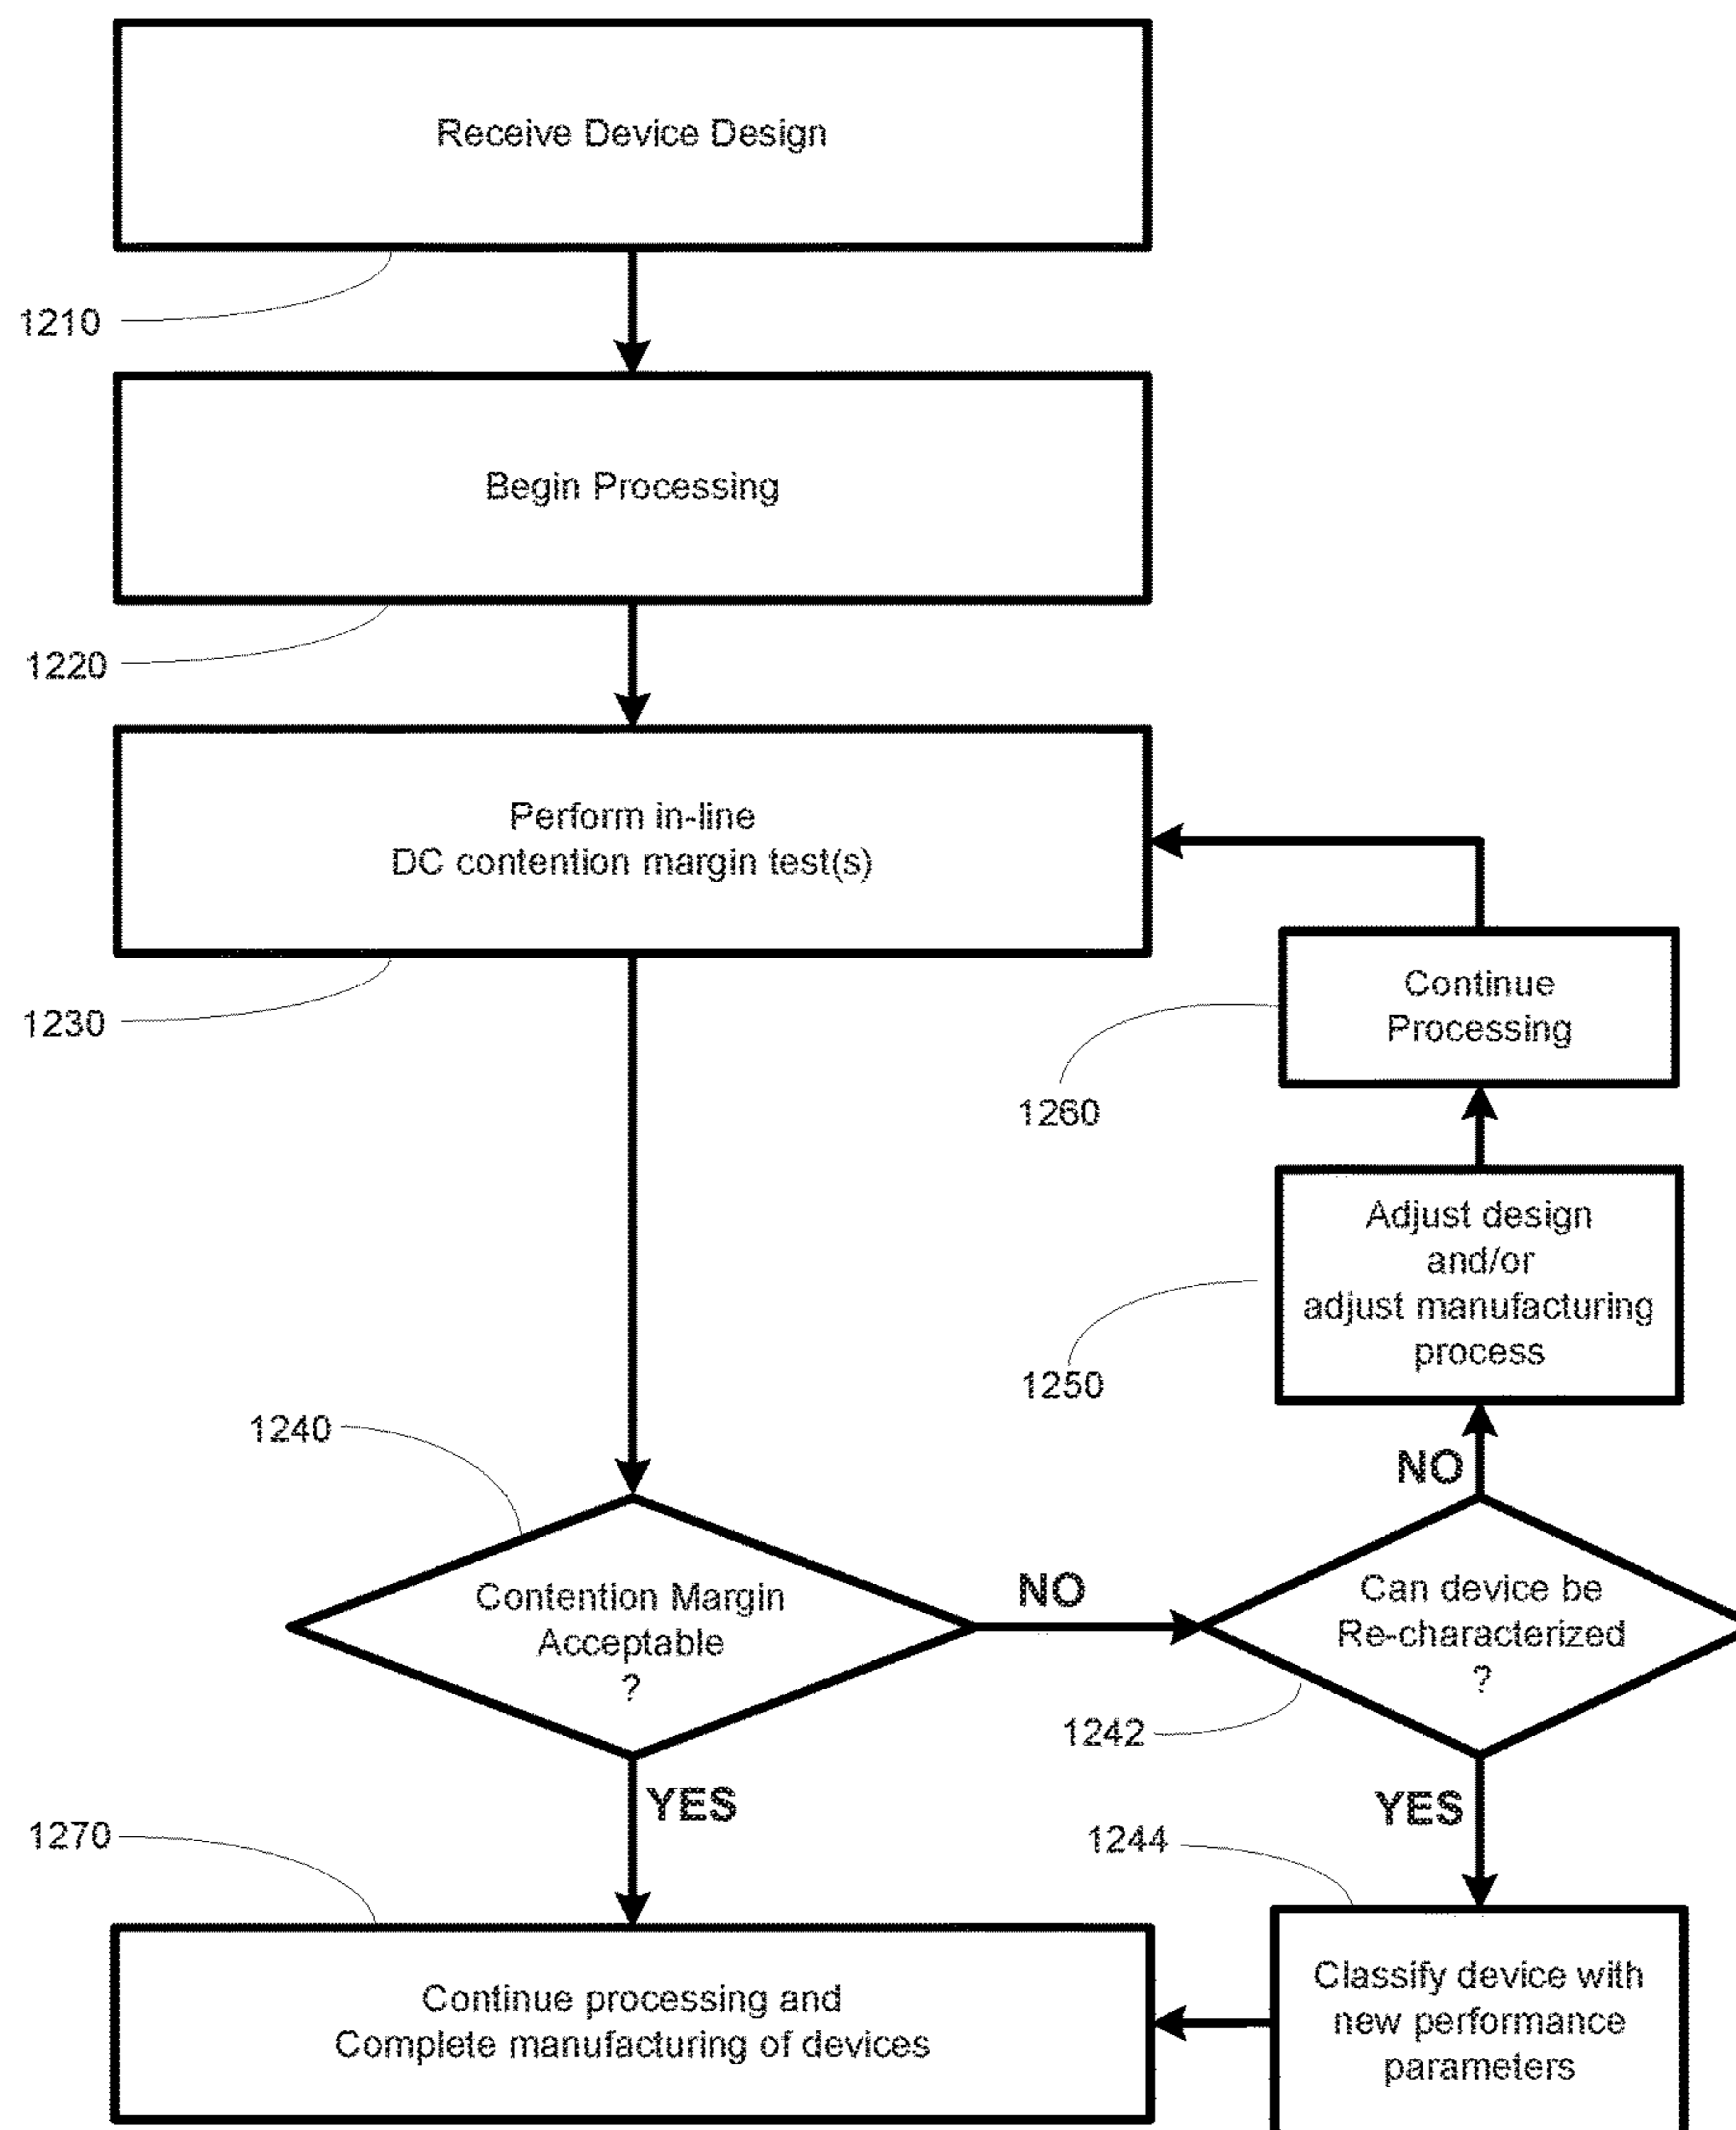 Receive Device Design
1210
Begin Processing
1220
Perform in-line
DC contention margin test(s)
1230
Continue
Processing
1260
Adjust design
and/or
adjust manufacturing
process
1250
1240
NO
Contention Margin
Acceptable
?
NO
Can device be
Re-characterized
?
1242
YES
YES
1270
1244
Continue processing and
Complete manufacturing of devices
Classify device with
new performance
parameters